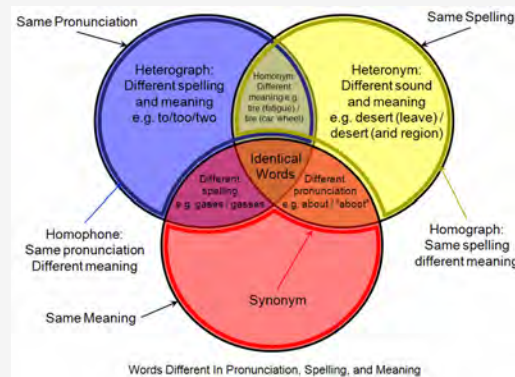 Same Pronunciation
Same Spelling
Heterograph:
Different spelling
and meaning
e.g. to/too/two
Homonym:
Different
meaning e.g.
tire (fatigue) /
tire (car wheel)
Heteronym:
Different sound
and meaning
e.g. desert (leave) /
desert (arid region)
Identical
Words
Different
spelling
e.g. gases / gasses
Different
pronunciation
e.g. about / "aboot"
Homophone:
Same pronunciation
Different meaning
Homograph:
Same spelling
different meaning
Synonym
Same Meaning
Words Different In Pronunciation, Spelling, and Meaning